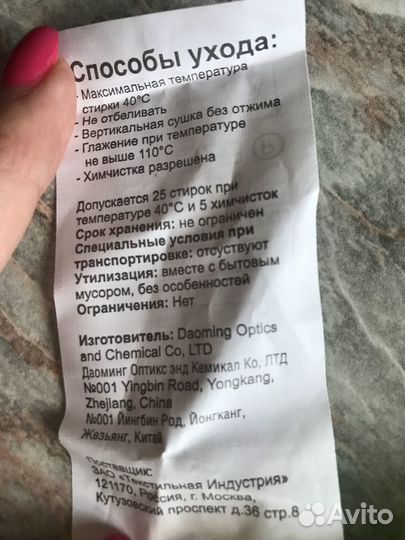 Способы ухода:
- Максимальная температура
стирки 40°С
- Не отбеливать
- Вертикальная сушка без отжима
- Глажение при температуре
не выше 110°С
- Химчистка разрешена
Допускается 25 стирок при
температуре 40°С и 5 химчисток
Срок хранения: не ограничен
Специальные условия при
транспортировке: отсуствуют
Утилизация: вместе с бытовым
мусором, без особенностей
Ограничения: Нет
Изготовитель: Daoming Optics
and Chemical Co, LTD
Даоминг Оптикс энд Кемикал Ко, ЛТД
№001 Yingbin Road, Yongkang,
Zhejiang, China
№001 Йингбин Род, Йонгканг,
Жезьянг, Китай
Поставщик:
ЗАО «Текстильная Индустрия»
121170, Россия, г. Москва,
Кутузовский проспект д.36 стр.8
Avito